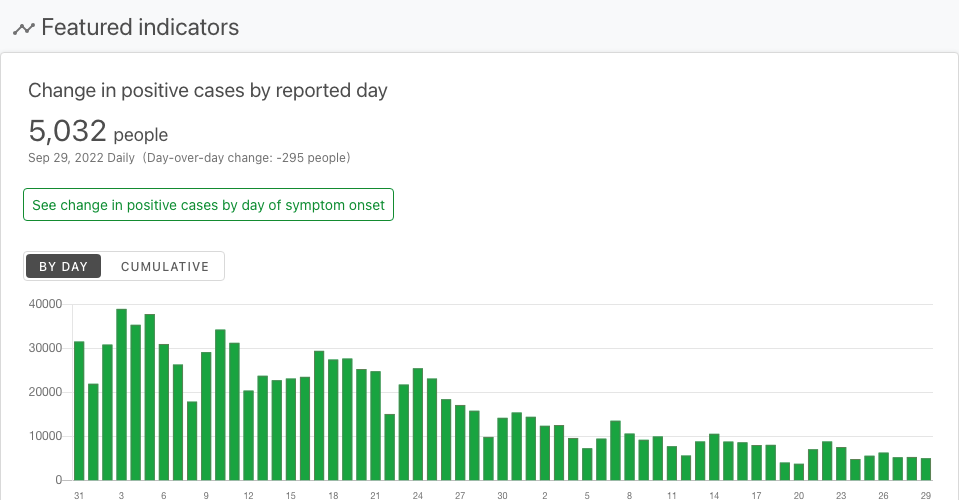 Featured indicators
Change in positive cases by reported day
5,032 people
Sep 29, 2022 Daily (Day-over-day change: -295 people)
See change in positive cases by day of symptom onset
BY DAY CUMULATIVE
40000
30000
20000
10000
0
31 3 6 9 12 15 18 21 24 27 30 2 5 8 11 14 17 20 23 26 29